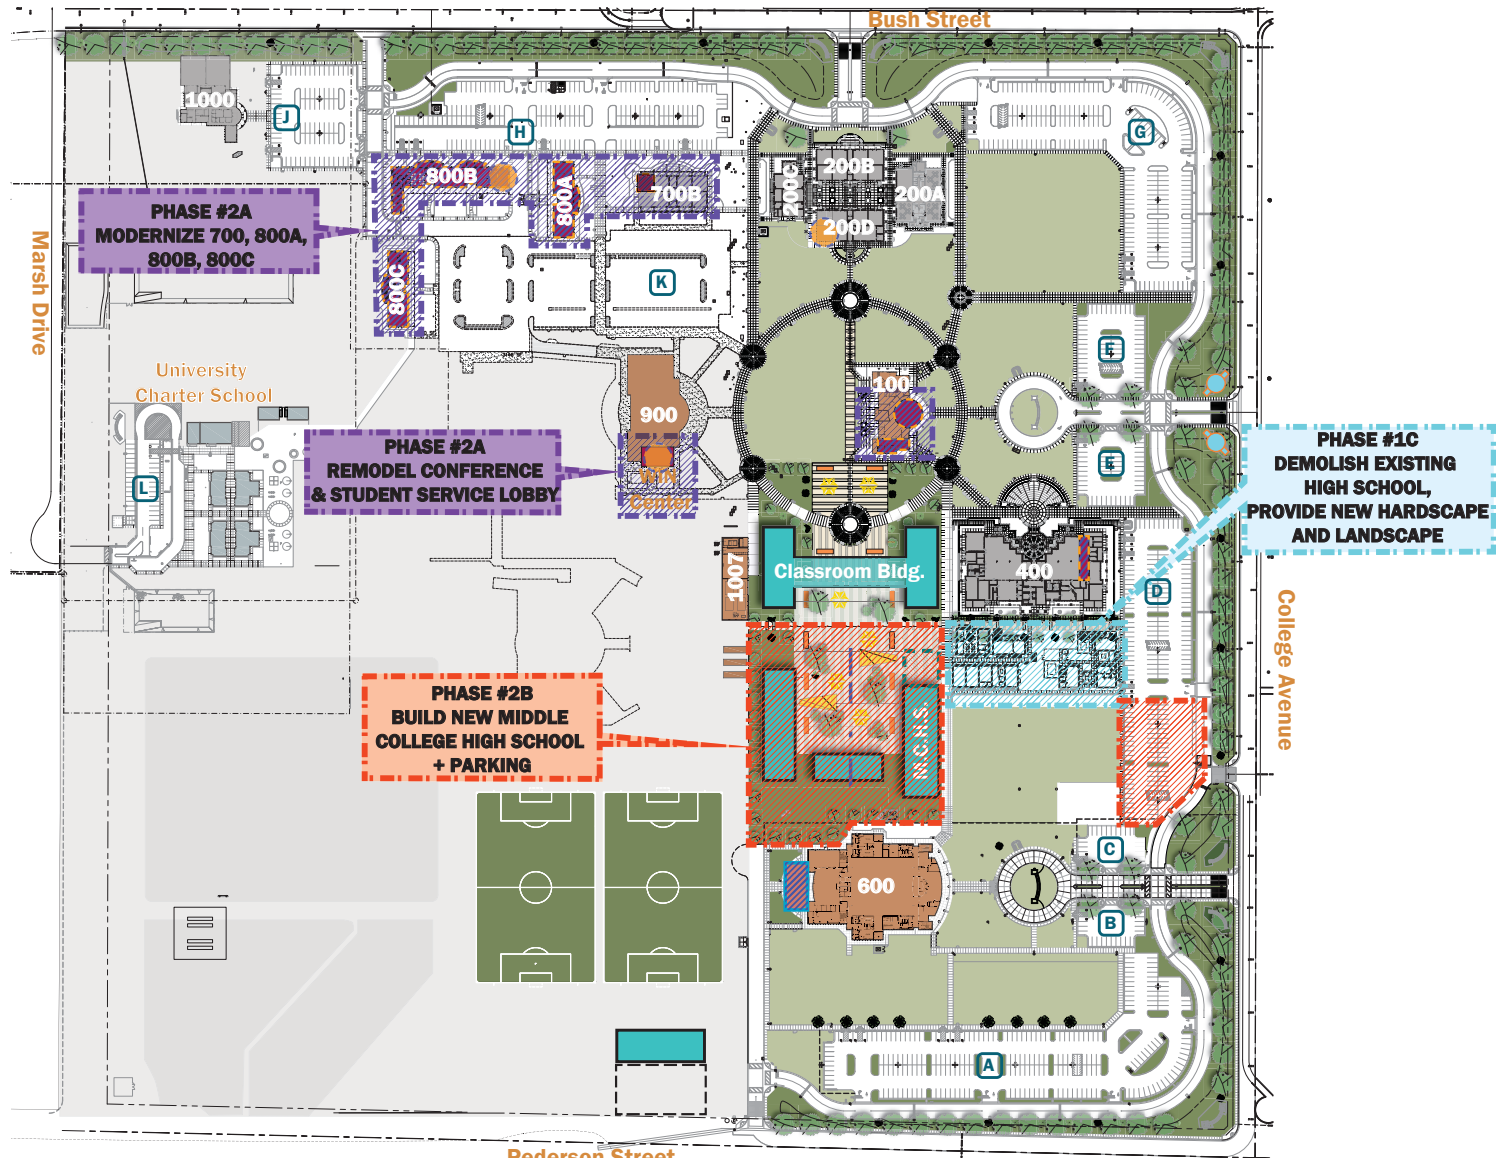 Bush Street
1000
J
H
G
800B
800A
700B
200C
200B
200A
200D
PHASE #2A
MODERNIZE 700, 800A,
800B, 800C
Marsh Drive
800C
K
University
Charter School
F
100
900
PHASE #2A
REMODEL CONFERENCE
& STUDENT SERVICE LOBBY
WIN
Center
L
E
PHASE #1C
DEMOLISH EXISTING
HIGH SCHOOL,
PROVIDE NEW HARDSCAPE
AND LANDSCAPE
1007
Classroom Bldg.
400
D
College Avenue
PHASE #2B
BUILD NEW MIDDLE
COLLEGE HIGH SCHOOL
+ PARKING
M.C.H.S.
C
600
B
A
Pederson Street